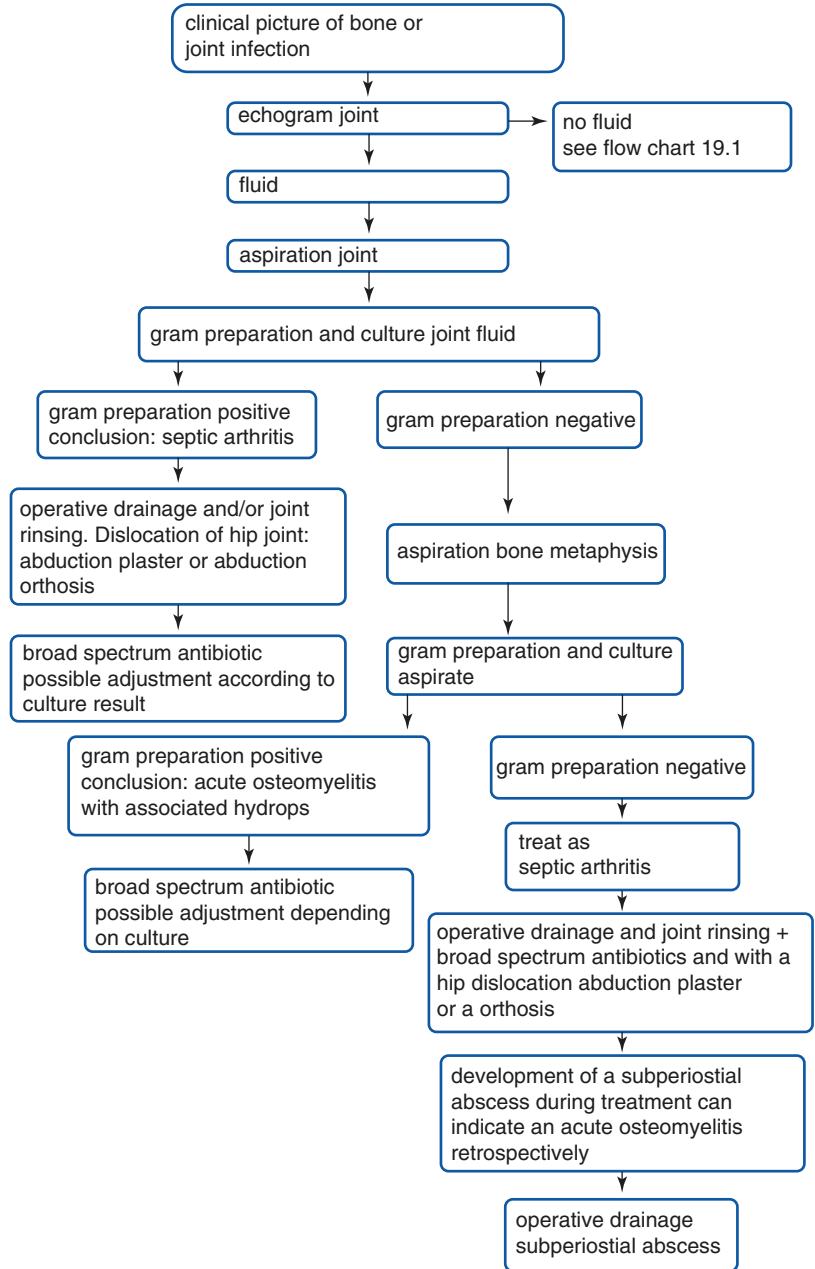 clinical picture of bone or
joint infection
echogram joint
no fluid
see flow chart 19.1
fluid
aspiration joint
gram preparation and culture joint fluid
gram preparation positive
conclusion: septic arthritis
gram preparation negative
operative drainage and/or joint
rinsing. Dislocation of hip joint:
abduction plaster or abduction
orthosis
aspiration bone metaphysis
broad spectrum antibiotic
possible adjustment according to
culture result
gram preparation and culture
aspirate
gram preparation positive
conclusion: acute osteomyelitis
with associated hydrops
gram preparation negative
treat as
septic arthritis
broad spectrum antibiotic
possible adjustment depending
on culture
operative drainage and joint rinsing +
broad spectrum antibiotics and with a
hip dislocation abduction plaster
or a orthosis
development of a subperiostial
abscess during treatment can
indicate an acute osteomyelitis
retrospectively
operative drainage
subperiostial abscess